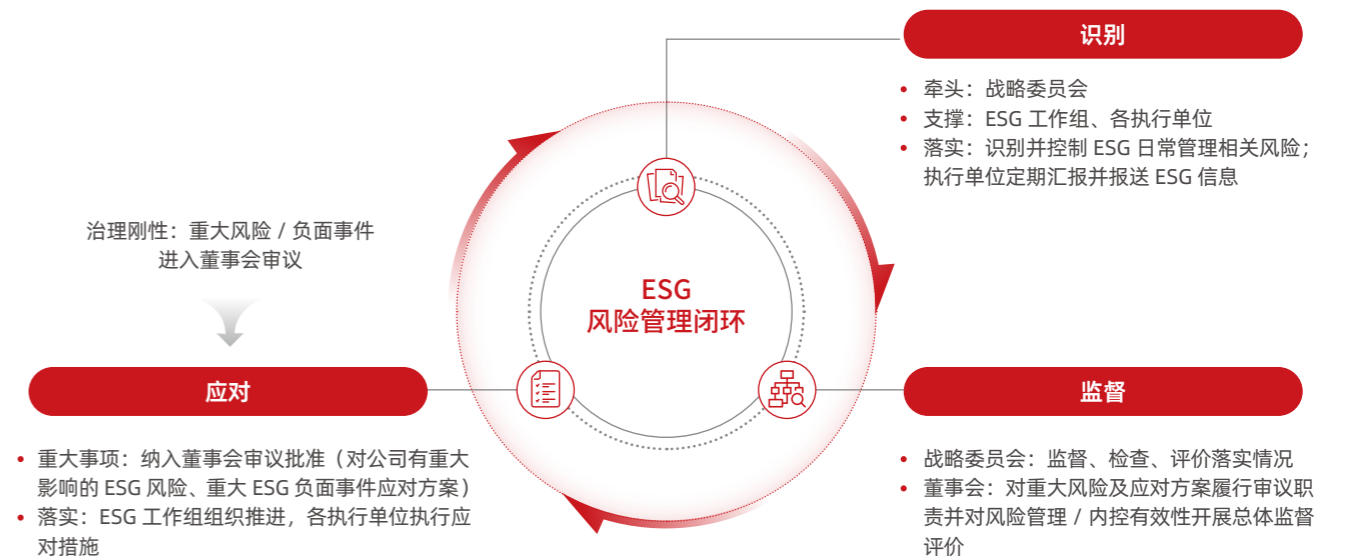 识别
• 牵头：战略委员会
• 支撑：ESG 工作组、各执行单位
• 落实：识别并控制 ESG 日常管理相关风险；
执行单位定期汇报并报送 ESG 信息
治理刚性：重大风险 / 负面事件
进入董事会审议
ESG
风险管理闭环
应对
• 重大事项：纳入董事会审议批准（对公司有重大
影响的 ESG 风险、重大 ESG 负面事件应对方案）
• 落实：ESG 工作组组织推进，各执行单位执行应
对措施
监督
• 战略委员会：监督、检查、评价落实情况
• 董事会：对重大风险及应对方案履行审议职
责并对风险管理 / 内控有效性开展总体监督
评价